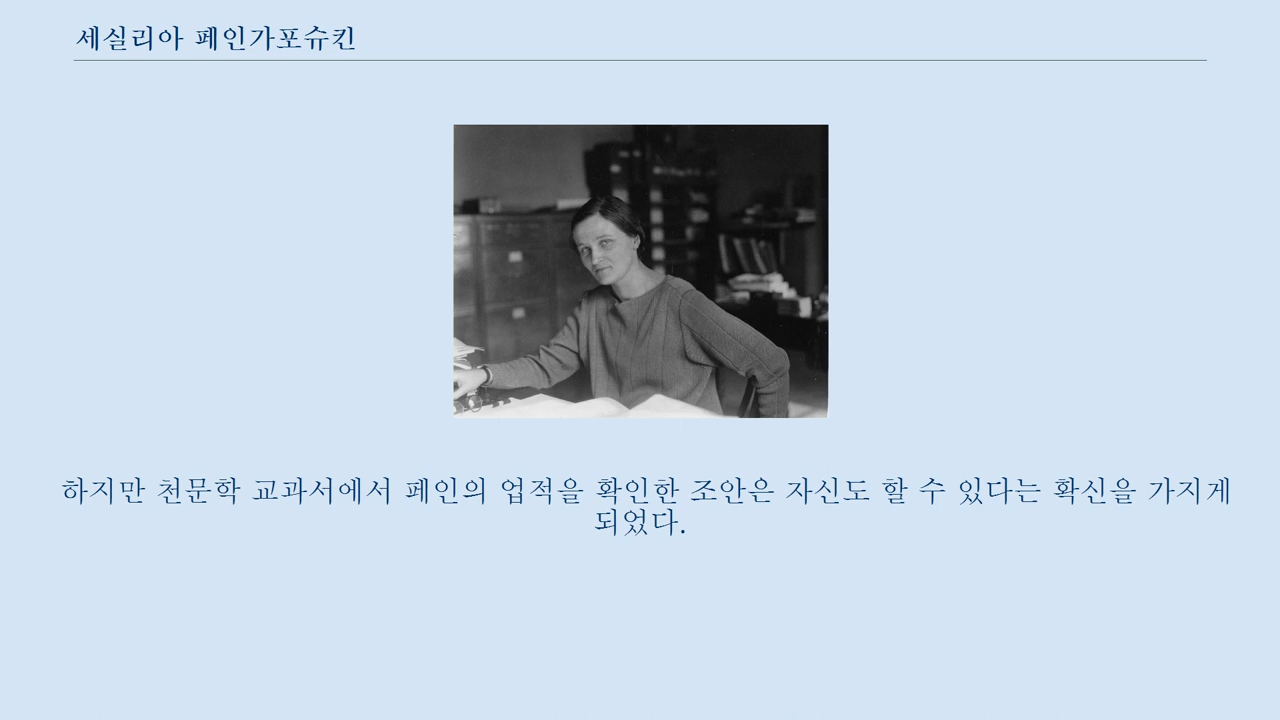 세실리아 페인가포슈킨
하지만 천문학 교과서에서 페인의 업적을 확인한 조안은 자신도 할 수 있다는 확신을 가지게
되었다.